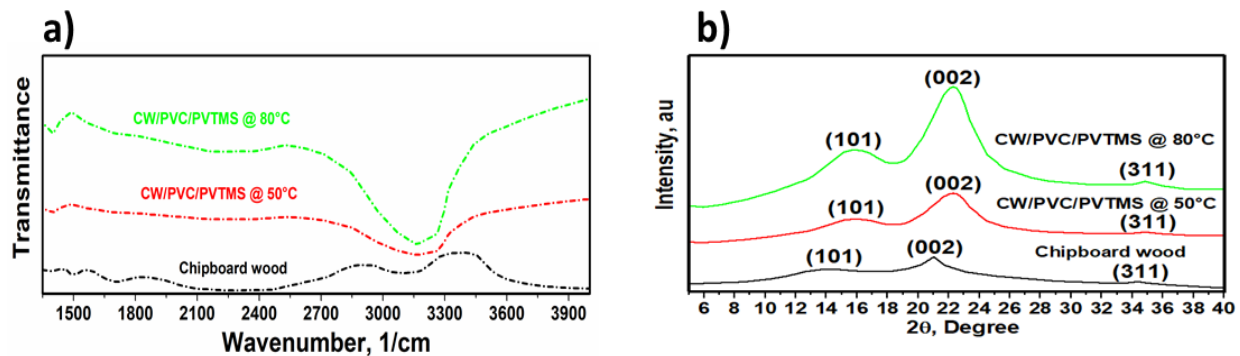 a)
Transmittance
CW/PVC/PVTMS @ 80°C
CW/PVC/PVTMS @ 50°C
Chipboard wood
1500 1800 2100 2400 2700 3000 3300 3600 3900
Wavenumber, 1/cm
b)
Intensity, au
(002)
(101)
CW/PVC/PVTMS @ 80°C
(311)
(002)
(101)
CW/PVC/PVTMS @ 50°C
(311)
(002)
(101)
Chipboard wood
(311)
6 8 10 12 14 16 18 20 22 24 26 28 30 32 34 36 38 40
2θ, Degree